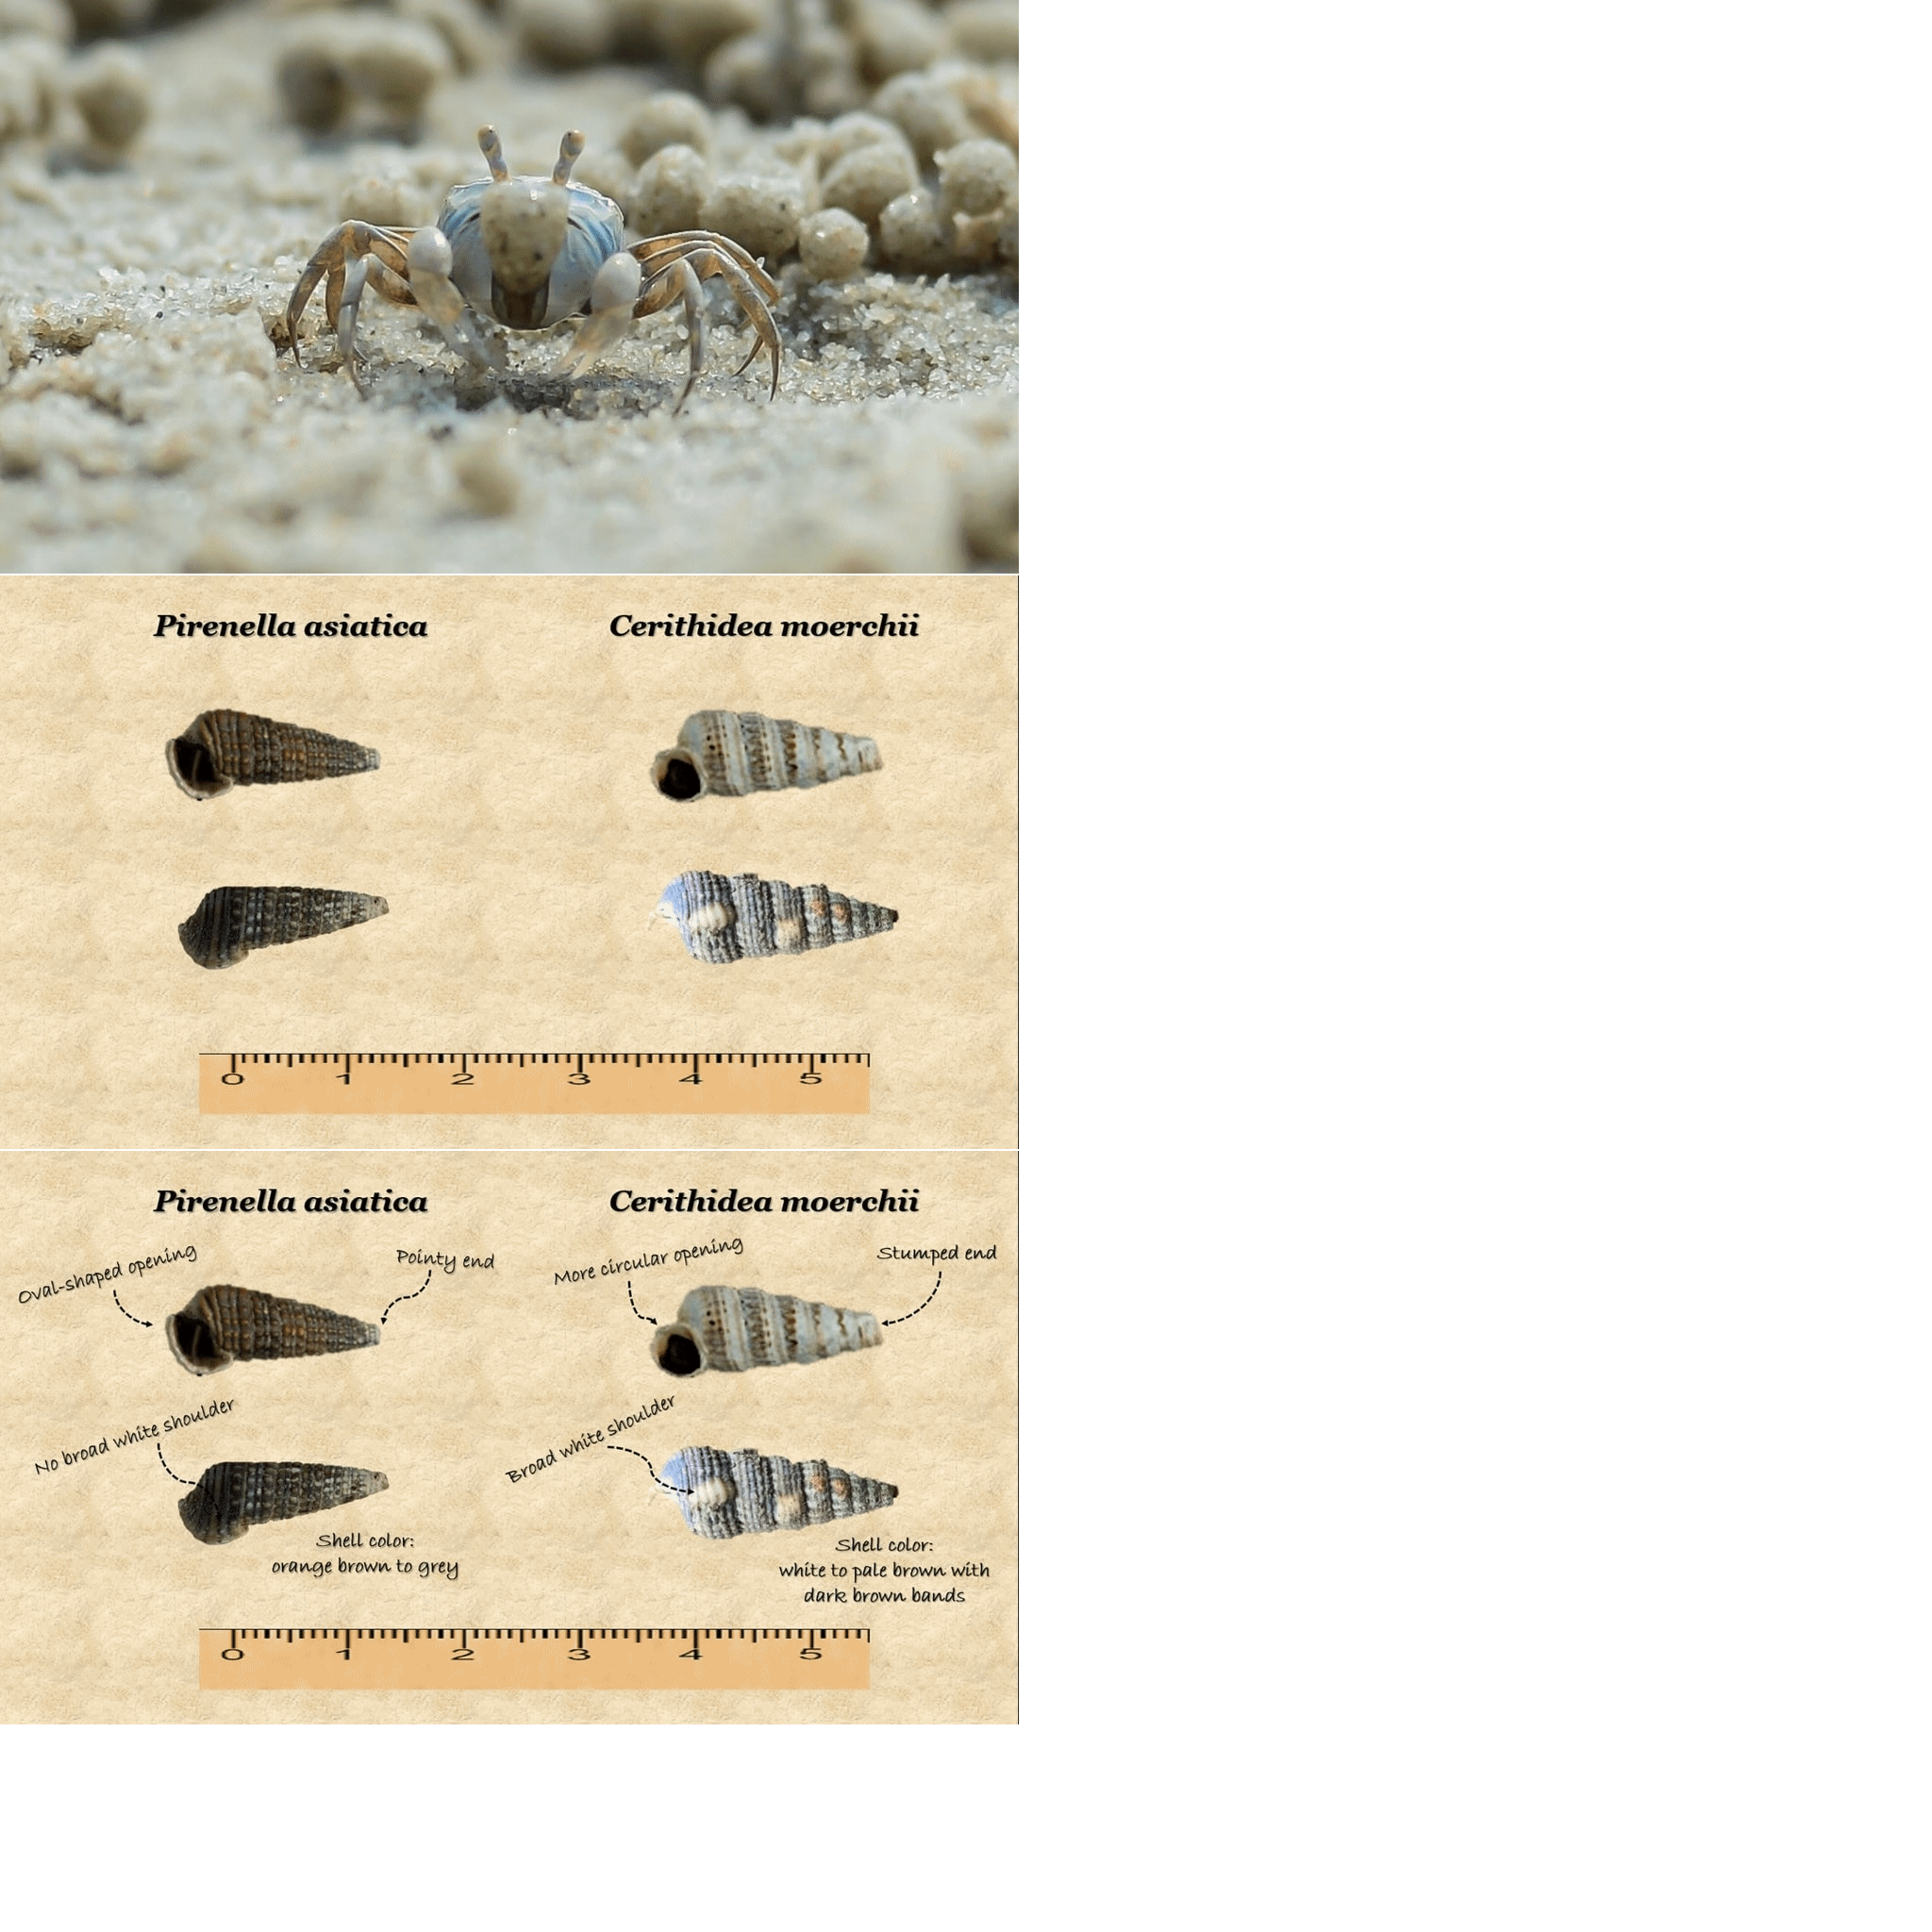 Pirenella asiatica
Cerithidea moerchii
0 1 2 3 4 5
Pirenella asiatica
Cerithidea moerchii
Oval-shaped opening
Pointy end
More circular opening
Stumped end
No broad white shoulder
Broad white shoulder
Shell color:
orange brown to grey
Shell color:
white to pale brown with
dark brown bands
0 1 2 3 4 5